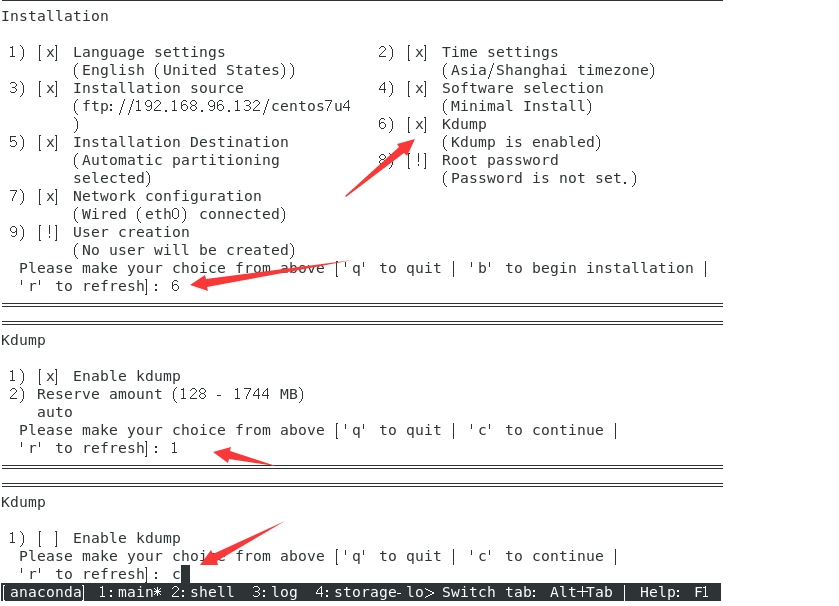 Installation
1) [x] Language settings 2) [x] Time settings
(English (United States)) (Asia/Shanghai timezone)
3) [x] Installation source 4) [x] Software selection
(ftp://192.168.96.132/centos7u4 (Minimal Install)
) 6) [x] Kdump
5) [x] Installation Destination (Kdump is enabled)
(Automatic partitioning 8) [!] Root password
selected) (Password is not set.)
7) [x] Network configuration
(Wired (eth0) connected)
9) [!] User creation
(No user will be created)
Please make your choice from above ['q' to quit | 'b' to begin installation |
'r' to refresh]: 6
Kdump
1) [x] Enable kdump
2) Reserve amount (128 - 1744 MB)
auto
Please make your choice from above ['q' to quit | 'c' to continue |
'r' to refresh]: 1
Kdump
1) [ ] Enable kdump
Please make your choice from above ['q' to quit | 'c' to continue |
'r' to refresh]: c
[anaconda] 1:main* 2:shell 3:log 4:storage-lo> Switch tab: Alt+Tab | Help: F1